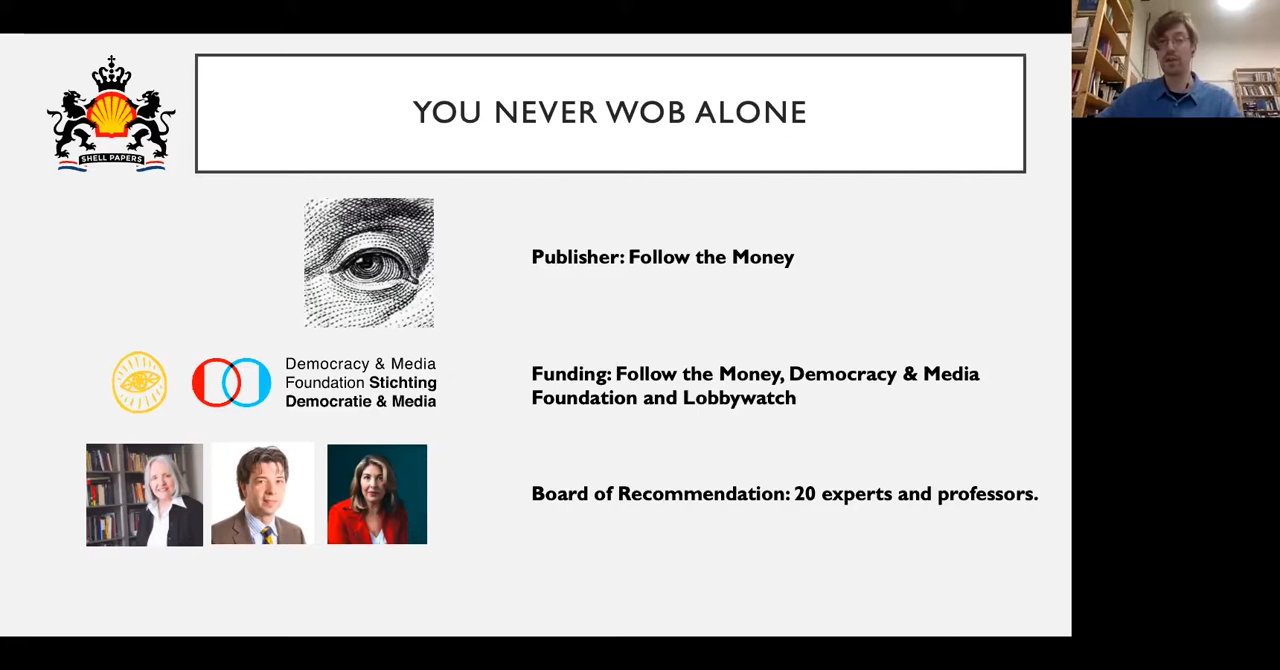 SHELL PAPERS
YOU NEVER WOB ALONE
Publisher: Follow the Money
Democracy & Media
Foundation Stichting
Democratie & Media
Funding: Follow the Money, Democracy & Media
Foundation and Lobbywatch
Board of Recommendation: 20 experts and professors.